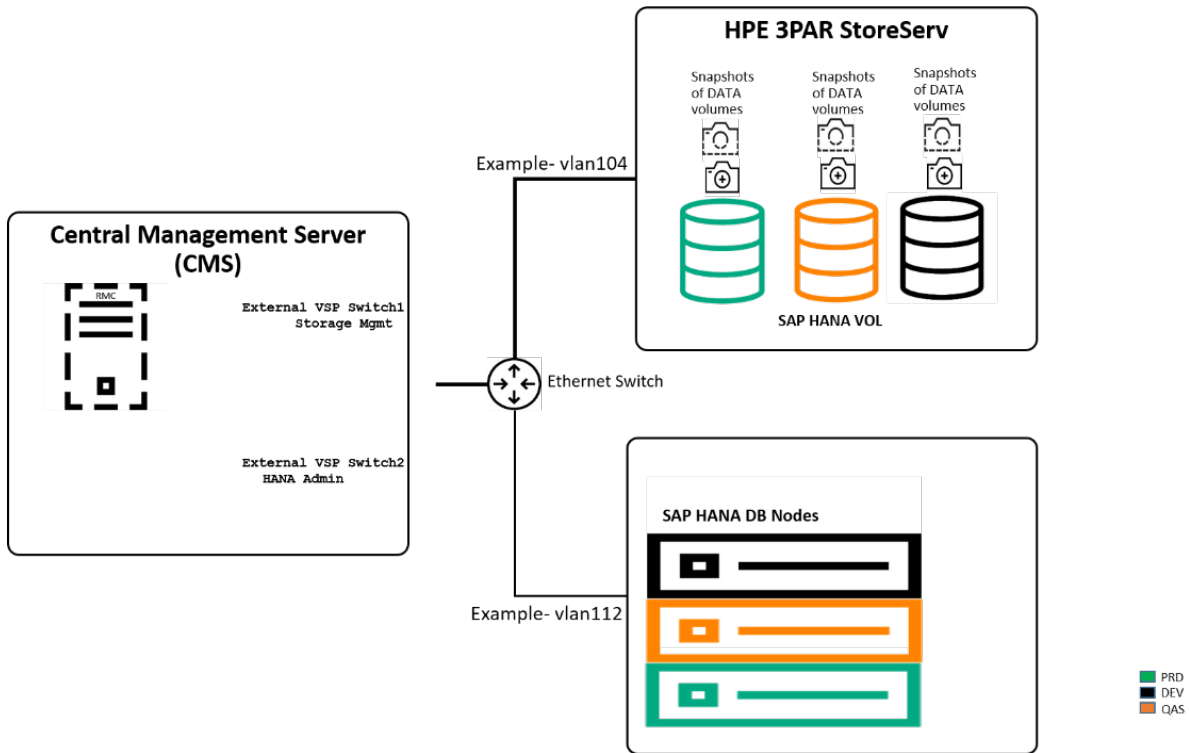 HPE 3PAR StoreServ
Snapshots
of DATA
volumes
Snapshots
of DATA
volumes
Snapshots
of DATA
volumes
Example- vlan104
SAP HANA VOL
Central Management Server
(CMS)
RMC
External VSP Switch1
Storage Mgmt
Ethernet Switch
External VSP Switch2
HANA Admin
SAP HANA DB Nodes
Example- vlan112
PRD
DEV
QAS